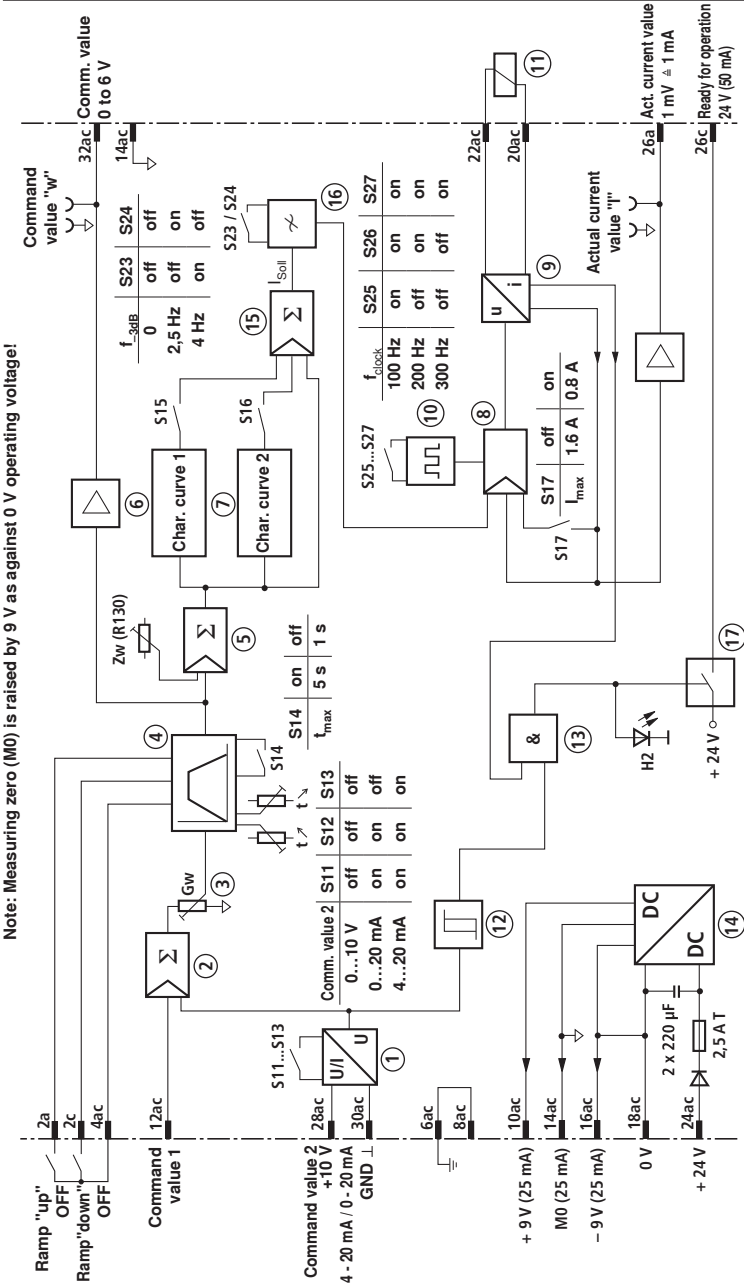 Note: Measuring zero (M0) is raised by 9 V as against 0 V operating voltage!
Ramp "up"
OFF
Ramp "down"
OFF
2a
2c
4ac
Command
value 1
12ac
Command value 2
+10 V
4 - 20 mA / 0 - 20 mA
GND ⊥
28ac
30ac
S11...S13
U/I
U
1
2
Σ
Gw
3
4
S14
t
t
S14 on off
tmax 5 s 1 s
Comm. value 2 S11 S12 S13
0...10 V off off off
0...20 mA on on off
4...20 mA on on on
Zw (R130)
Σ
5
6
Char. curve 1
7
Char. curve 2
S15
S16
15
Σ
ISoll
S23 / S24
16
f–3dB S23 S24
0 off off
2,5 Hz off on
4 Hz on off
Command
value "w"
32ac
Comm. value
0 to 6 V
14ac
fclock S25 S26 S27
100 Hz on on on
200 Hz off on on
300 Hz off off on
S25...S27
10
8
S17
S17 off on
Imax 1.6 A 0.8 A
u
i
9
22ac
20ac
11
Actual current
value "I"
26a
Act. current value
1 mV ≙ 1 mA
26c
Ready for operation
24 V (50 mA)
6ac
8ac
12
&
13
H2
+ 24 V
17
+ 9 V (25 mA)
10ac
M0 (25 mA)
14ac
– 9 V (25 mA)
16ac
0 V
18ac
+ 24 V
24ac
2 x 220 µF
2,5 A T
DC
DC
14